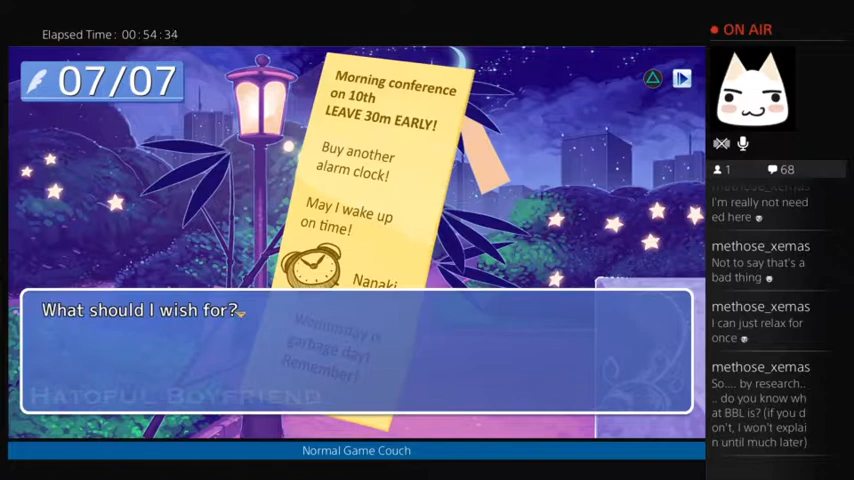 Elapsed Time : 00:54:34
ON AIR
07/07
Morning conference
on 10th
LEAVE 30m EARLY!
Buy another
alarm clock!
May I wake up
on time!
Nanaki
Wednesday is
garbage day!
Remember!
What should I wish for?
HATOFUL BOYFRIEND
Normal Game Couch
1
68
methose_xemas
I'm really not need
ed here
methose_xemas
Not to say that's a
bad thing
methose_xemas
I can just relax for
once
methose_xemas
So.... by research..
.. do you know wh
at BBL is? (if you d
on't, I won't explai
n until much later)